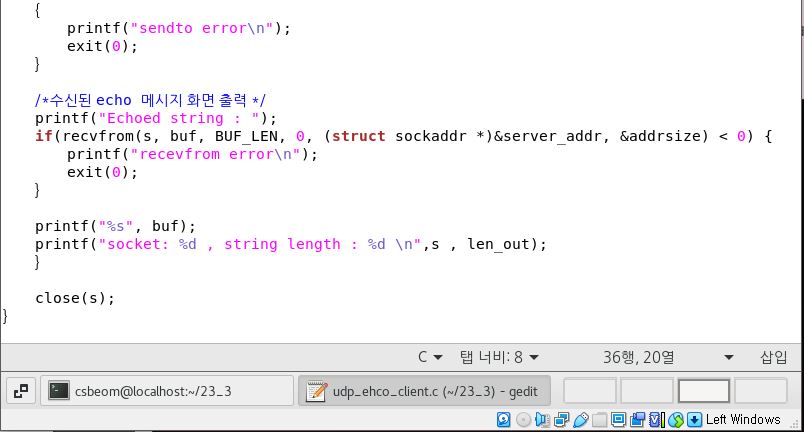 {
printf("sendto error\n");
exit(0);
}
/*수신된 echo 메시지 화면 출력 */
printf("Echoed string : ");
if(recvfrom(s, buf, BUF_LEN, 0, (struct sockaddr *)&server_addr, &addrsize) < 0) {
printf("recevfrom error\n");
exit(0);
}
printf("%s", buf);
printf("socket: %d , string length : %d \n",s , len_out);
}
close(s);
}
C 탭 너비: 8 36행, 20열 삽입
csbeom@localhost:~/23_3 udp_ehco_client.c (~/23_3) - gedit
Left Windows